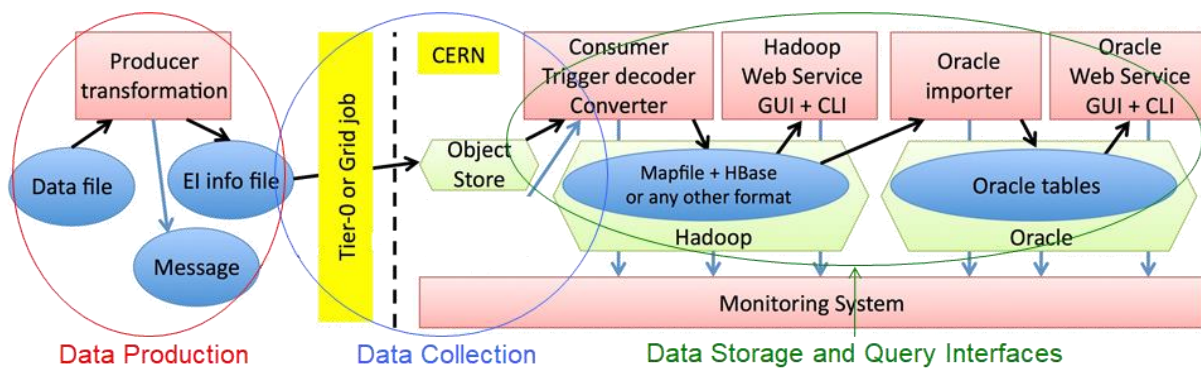 Producer
transformation
Data file
EI info file
Message
Data Production
Tier-0 or Grid job
CERN
Object
Store
Data Collection
Consumer
Trigger decoder
Converter
Hadoop
Web Service
GUI + CLI
Oracle
importer
Oracle
Web Service
GUI + CLI
Mapfile + HBase
or any other format
Hadoop
Oracle tables
Oracle
Monitoring System
Data Storage and Query Interfaces